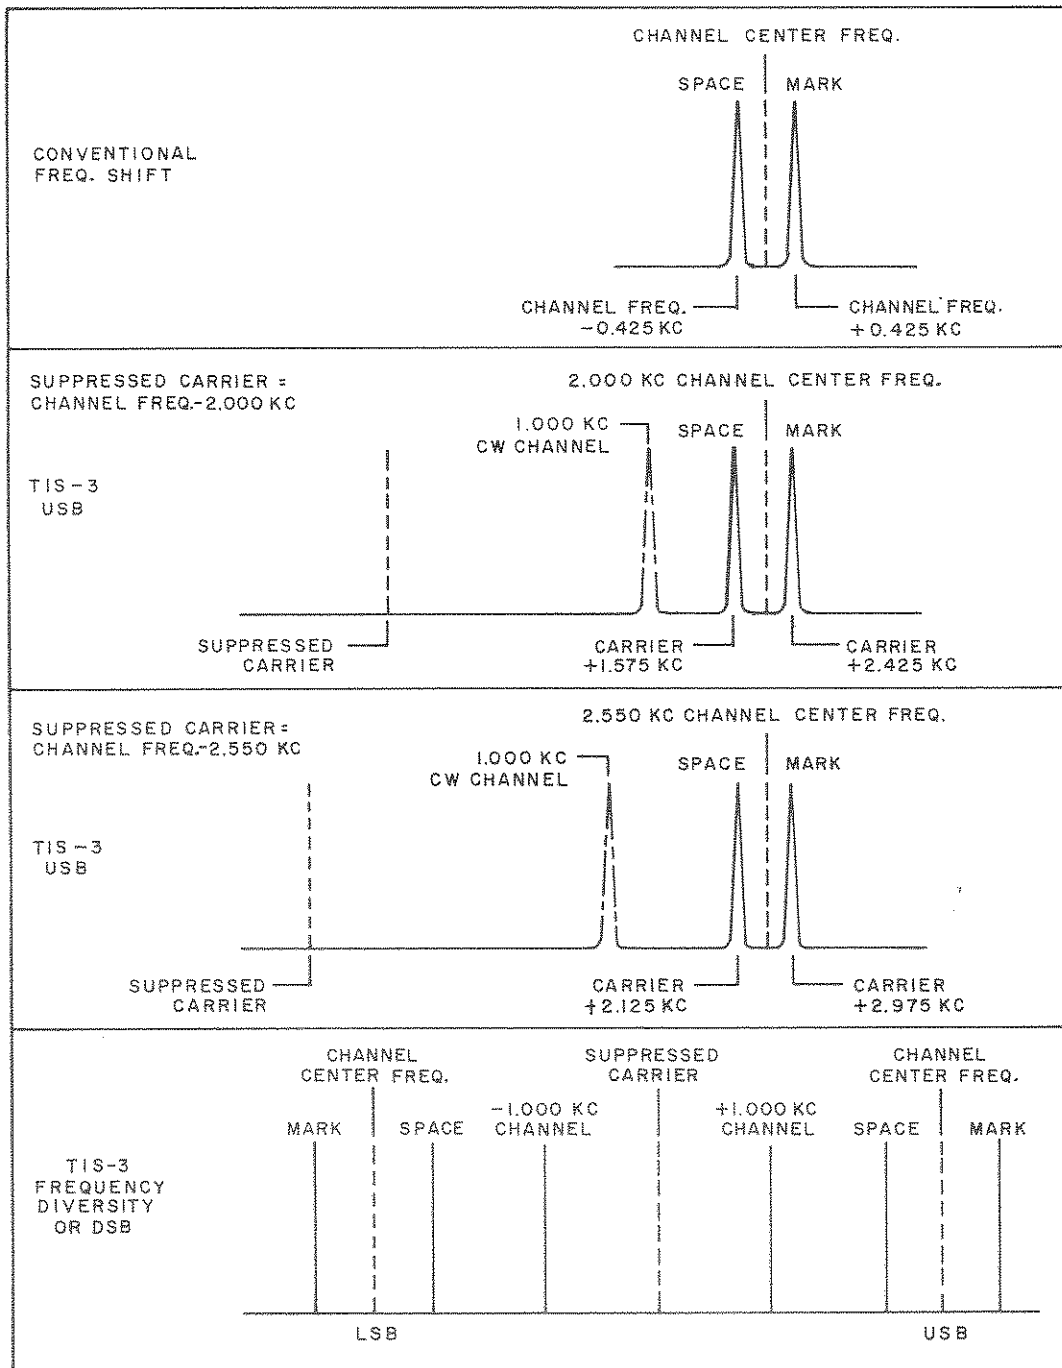 CHANNEL CENTER FREQ.
SPACE
MARK
CONVENTIONAL
FREQ. SHIFT
CHANNEL FREQ.
-0.425 KC
CHANNEL FREQ.
+0.425 KC
SUPPRESSED CARRIER =
CHANNEL FREQ.-2.000 KC
2.000 KC CHANNEL CENTER FREQ.
1.000 KC
CW CHANNEL
SPACE
MARK
TIS-3
USB
SUPPRESSED
CARRIER
CARRIER
+1.575 KC
CARRIER
+2.425 KC
SUPPRESSED CARRIER=
CHANNEL FREQ.-2.550 KC
2.550 KC CHANNEL CENTER FREQ.
1.000 KC
CW CHANNEL
SPACE
MARK
TIS-3
USB
SUPPRESSED
CARRIER
CARRIER
+2.125 KC
CARRIER
+2.975 KC
CHANNEL
CENTER FREQ.
SUPPRESSED
CARRIER
CHANNEL
CENTER FREQ.
MARK
SPACE
-1.000 KC
CHANNEL
+1.000 KC
CHANNEL
SPACE
MARK
TIS-3
FREQUENCY
DIVERSITY
OR DSB
LSB
USB